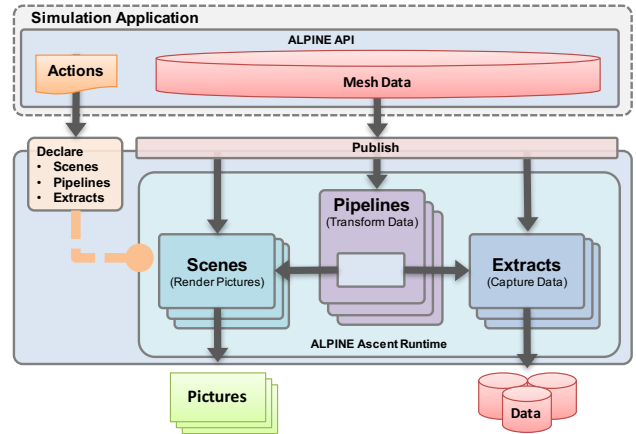 Simulation Application
ALPINE API
Actions
Mesh Data
Declare
• Scenes
• Pipelines
• Extracts
Publish
Pipelines
(Transform Data)
Scenes
(Render Pictures)
Extracts
(Capture Data)
ALPINE Ascent Runtime
Pictures
Data